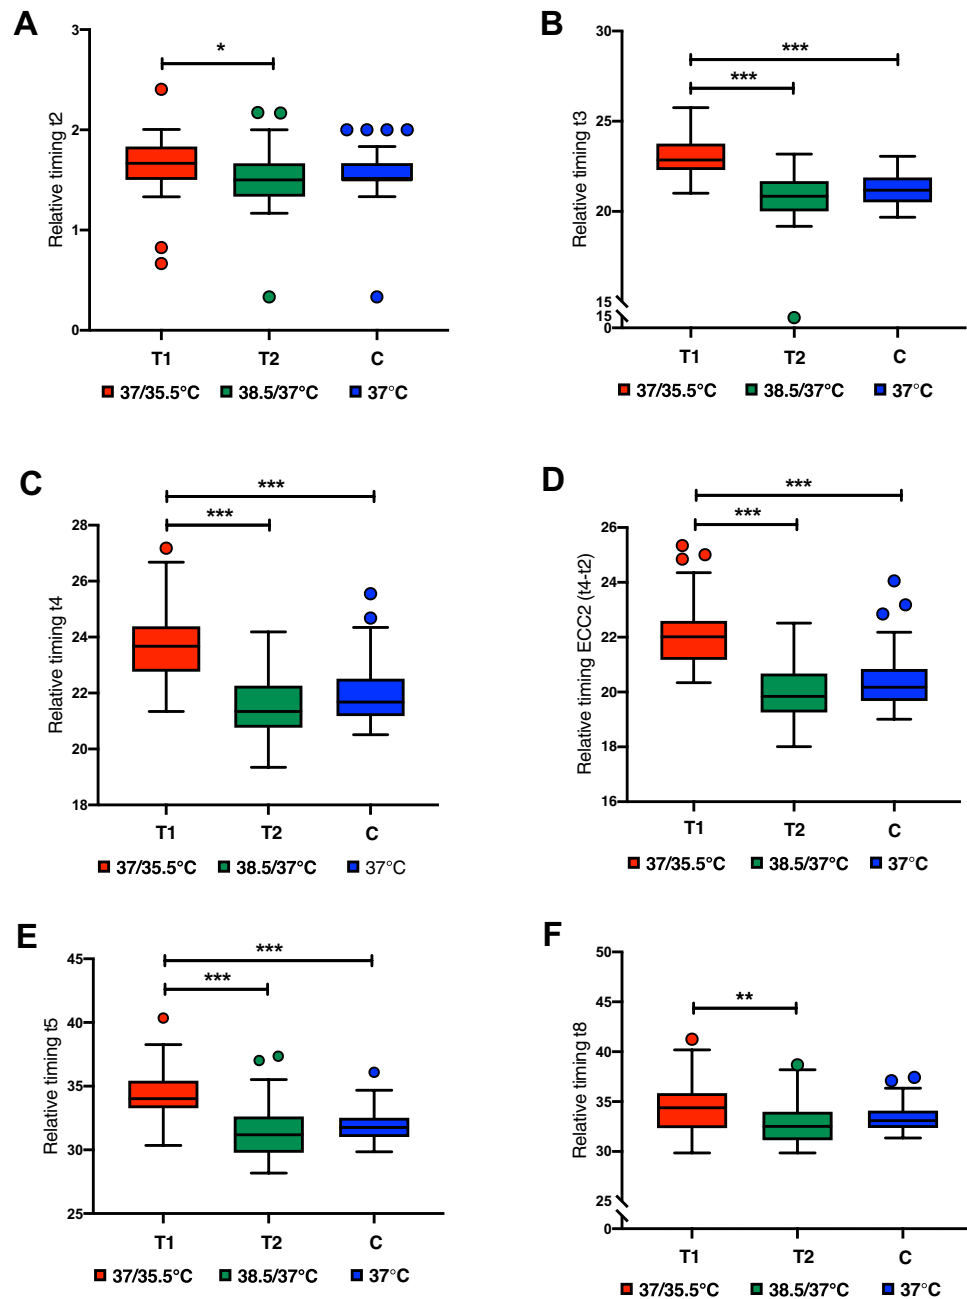 A
3
2
1
0
Relative timing t2
*
T1 T2 C
37/35.5°C 38.5/37°C 37°C
B
30
25
20
15
15
0
Relative timing t3
***
***
T1 T2 C
37/35.5°C 38.5/37°C 37°C
C
28
26
24
22
20
18
Relative timing t4
***
***
T1 T2 C
37/35.5°C 38.5/37°C 37°C
D
26
24
22
20
18
16
Relative timing ECC2 (t4-t2)
***
***
T1 T2 C
37/35.5°C 38.5/37°C 37°C
E
45
40
35
30
25
Relative timing t5
***
***
T1 T2 C
37/35.5°C 38.5/37°C 37°C
F
50
45
40
35
30
25
0
Relative timing t8
**
T1 T2 C
37/35.5°C 38.5/37°C 37°C